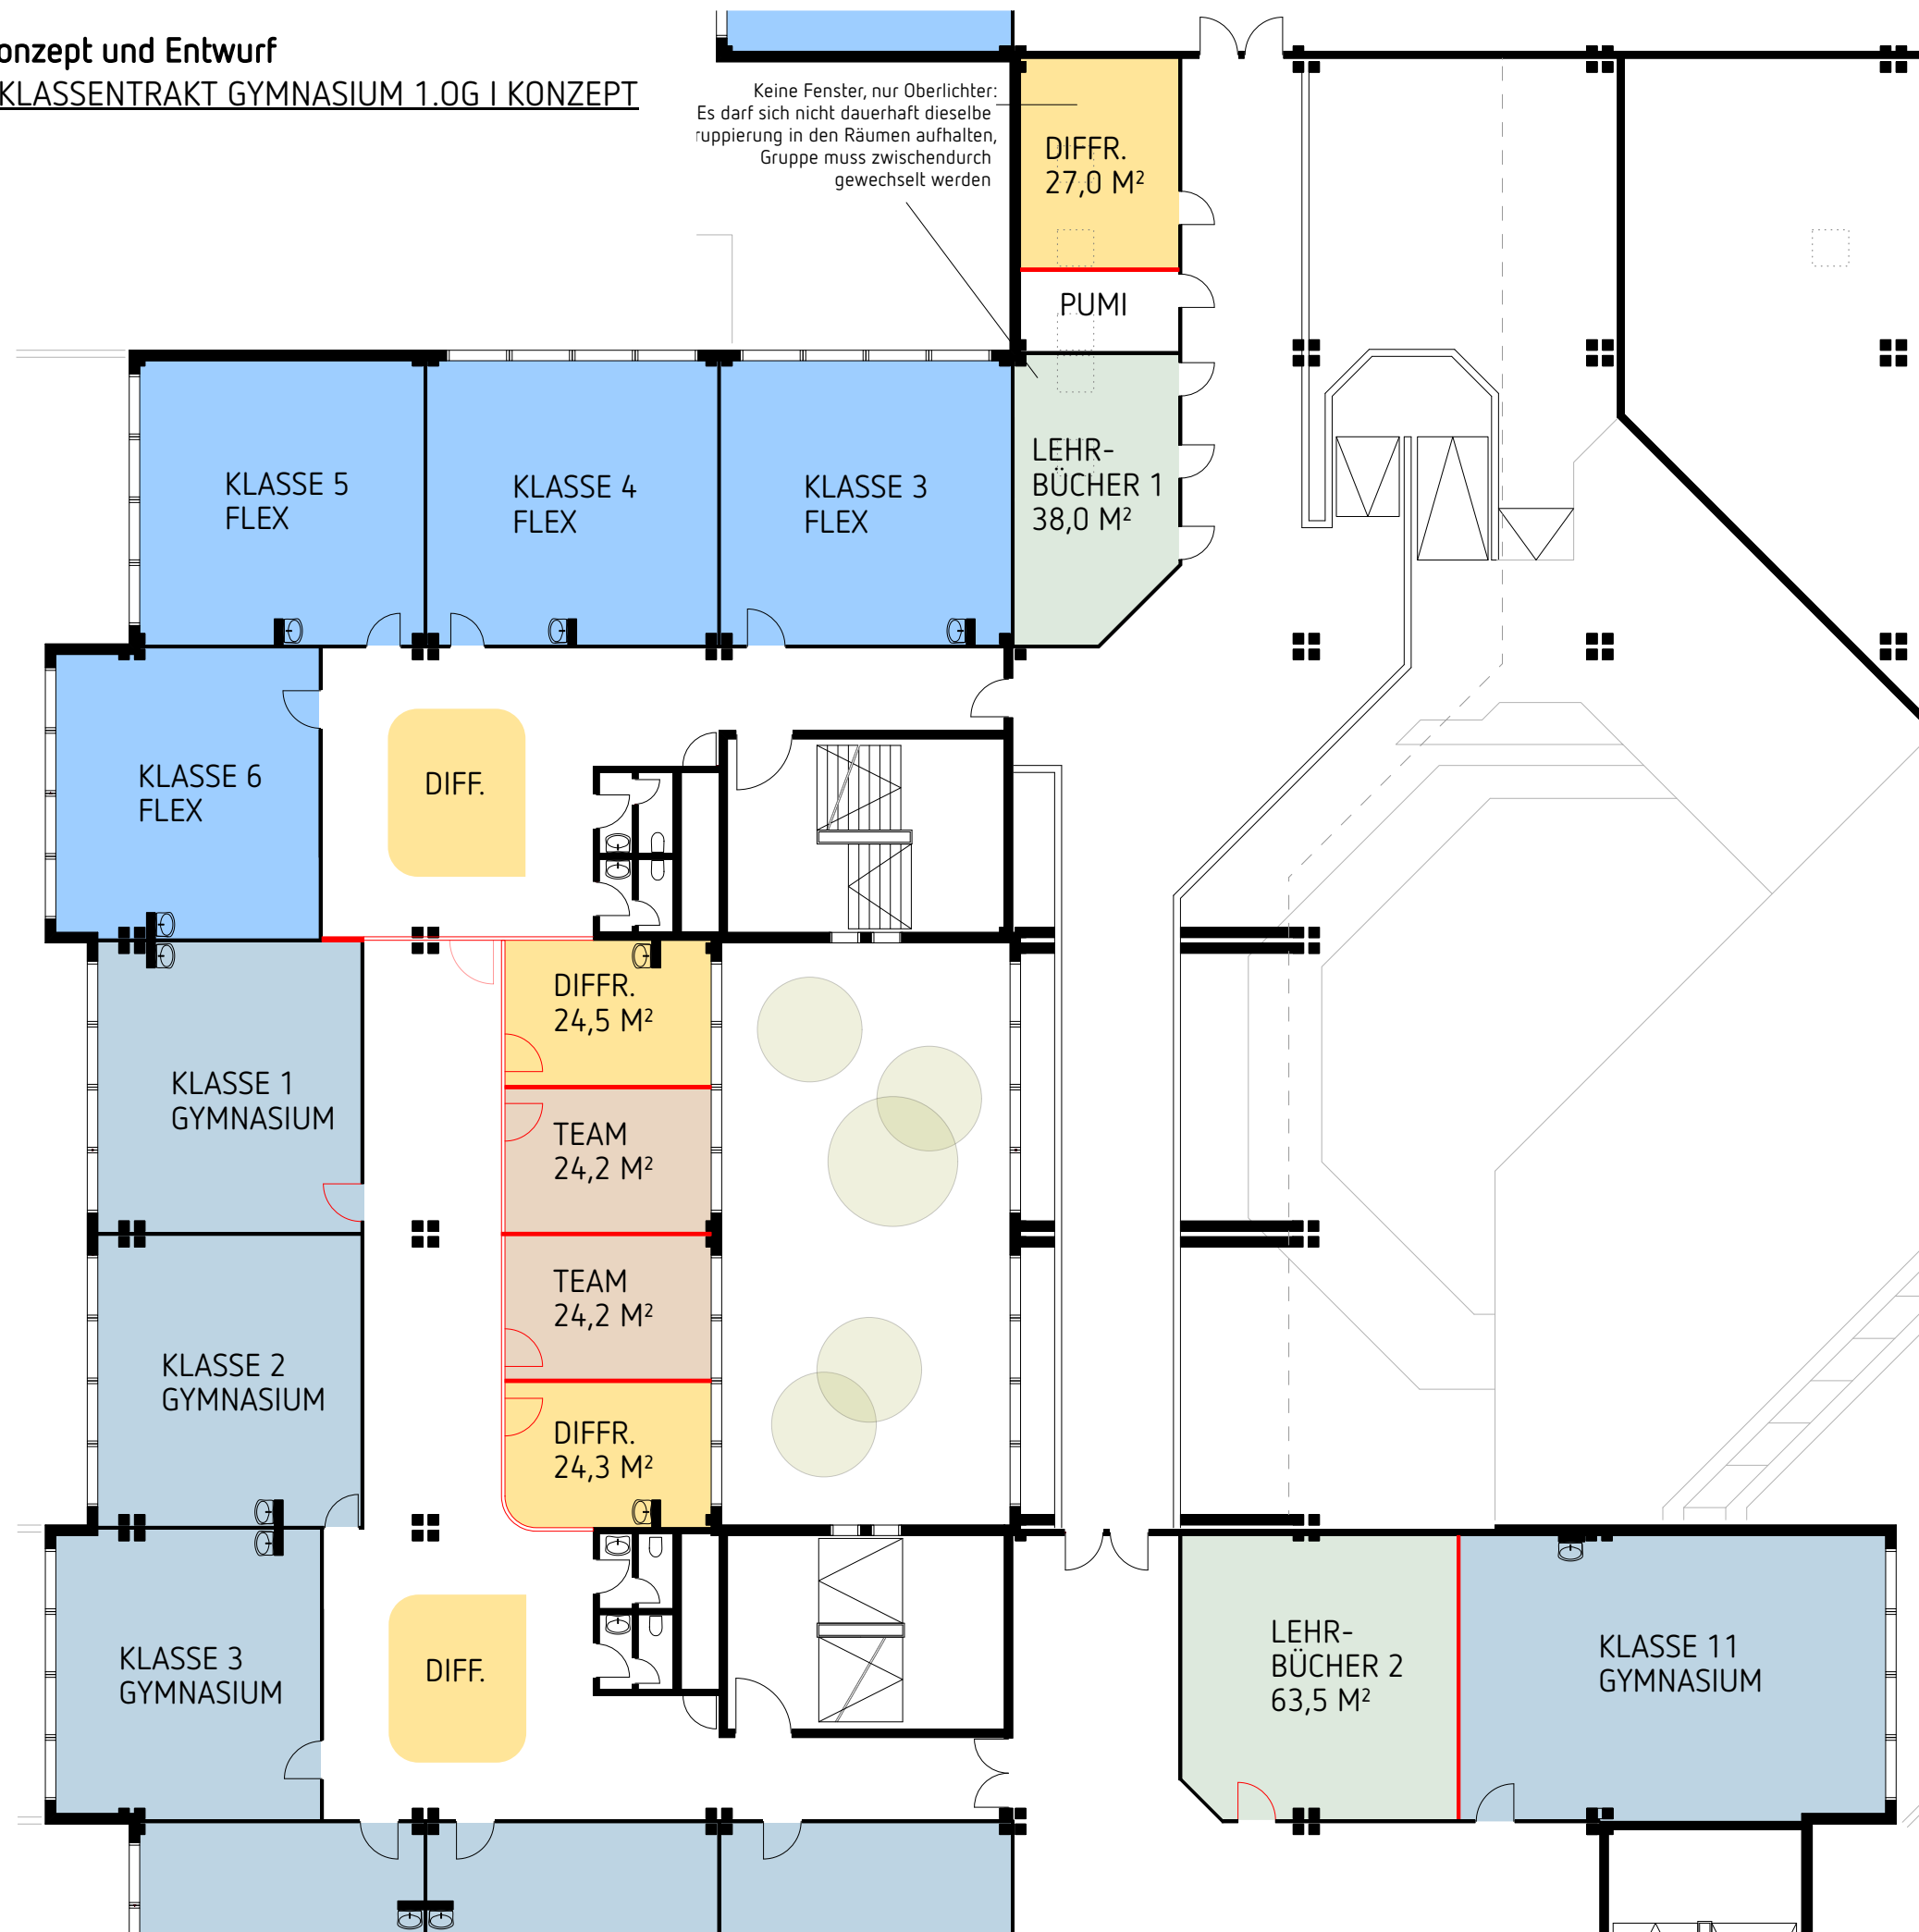 onzept und Entwurf
KLASSENTRAKT GYMNASIUM 1.OG I KONZEPT
Keine Fenster, nur Oberlichter:
Es darf sich nicht dauerhaft dieselbe
ruppierung in den Räumen aufhalten,
Gruppe muss zwischendurch
gewechselt werden
DIFFR.
27,0 M²
PUMI
LEHR-
BÜCHER 1
38,0 M²
KLASSE 5
FLEX
KLASSE 4
FLEX
KLASSE 3
FLEX
KLASSE 6
FLEX
DIFF.
DIFFR.
24,5 M²
KLASSE 1
GYMNASIUM
TEAM
24,2 M²
TEAM
24,2 M²
KLASSE 2
GYMNASIUM
DIFFR.
24,3 M²
KLASSE 3
GYMNASIUM
DIFF.
LEHR-
BÜCHER 2
63,5 M²
KLASSE 11
GYMNASIUM